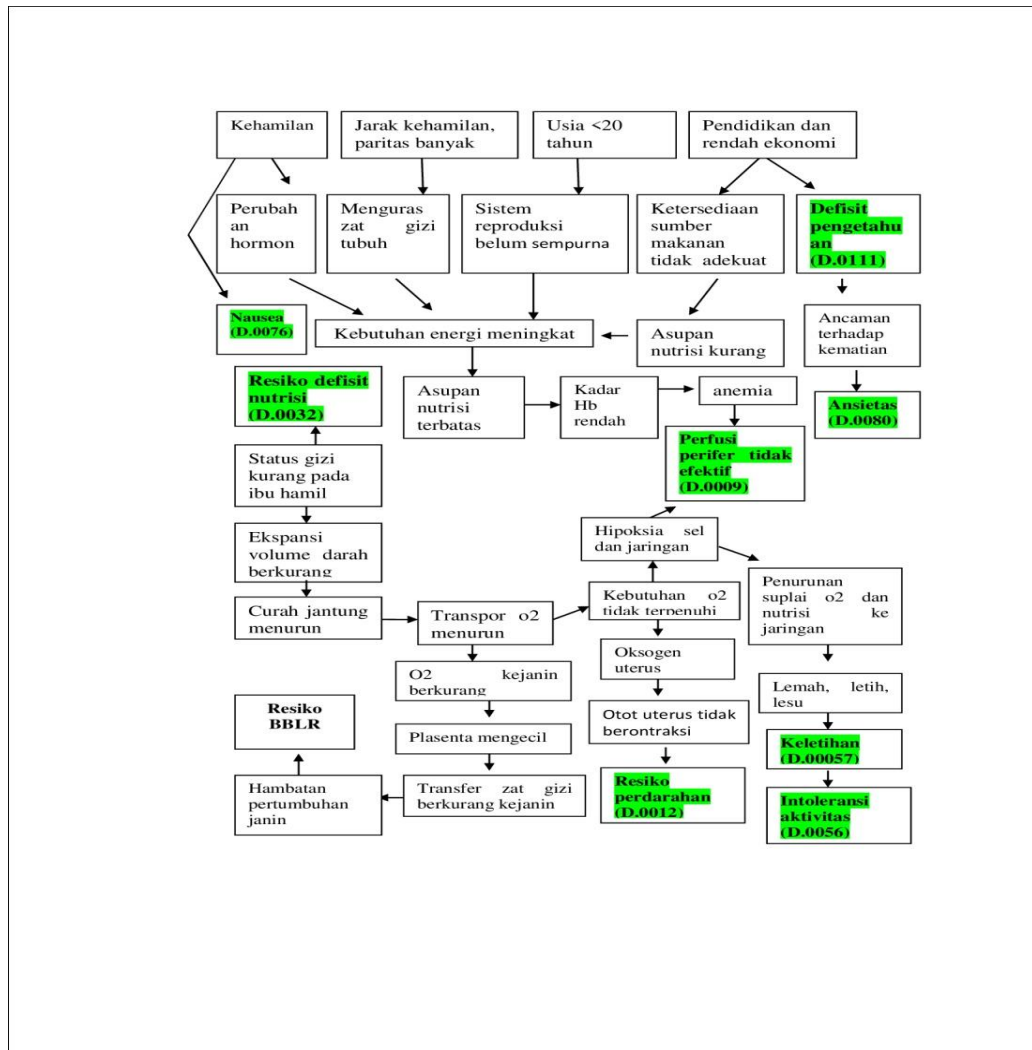 Kehamilan
Jarak kehamilan,
paritas banyak
Usia <20
tahun
Pendidikan dan
rendah ekonomi
Perubah
an
hormon
Menguras
zat gizi
tubuh
Sistem
reproduksi
belum sempurna
Ketersediaan
sumber
makanan
tidak adekuat
Defisit
pengetahu
an
(D.0111)
Nausea
(D.0076)
Kebutuhan energi meningkat
Asupan
nutrisi kurang
Ancaman
terhadap
kematian
Resiko defisit
nutrisi
(D.0032)
Asupan
nutrisi
terbatas
Kadar
Hb
rendah
anemia
Ansietas
(D.0080)
Perfusi
perifer tidak
efektif
(D.0009)
Status gizi
kurang pada
ibu hamil
Ekspansi
volume darah
berkurang
Hipoksia sel
dan jaringan
Penurunan
suplai o2 dan
nutrisi ke
jaringan
Curah jantung
menurun
Transpor o2
menurun
Kebutuhan o2
tidak terpenuhi
Oksogen
uterus
O2 kejanin
berkurang
Lemah, letih,
lesu
Resiko
BBLR
Plasenta mengecil
Otot uterus tidak
berontraksi
Keletihan
(D.00057)
Hambatan
pertumbuhan
janin
Transfer zat gizi
berkurang kejanin
Resiko
perdarahan
(D.0012)
Intoleransi
aktivitas
(D.0056)